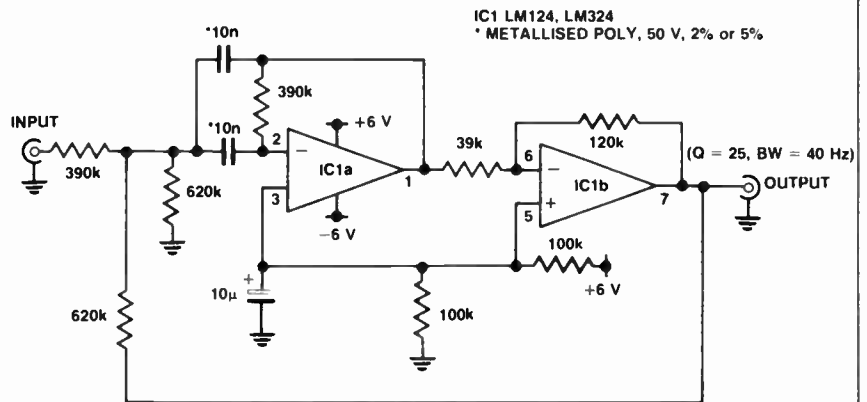 IC1 LM124, LM324
* METALLISED POLY, 50 V, 2% or 5%
*10n
390k
+6 V
INPUT
*10n
2
−
IC1a
1
39k
120k
6
−
IC1b
7
(Q = 25, BW = 40 Hz)
OUTPUT
390k
620k
3
−6 V
+
5
100k
+6 V
+
10μ
100k
620k